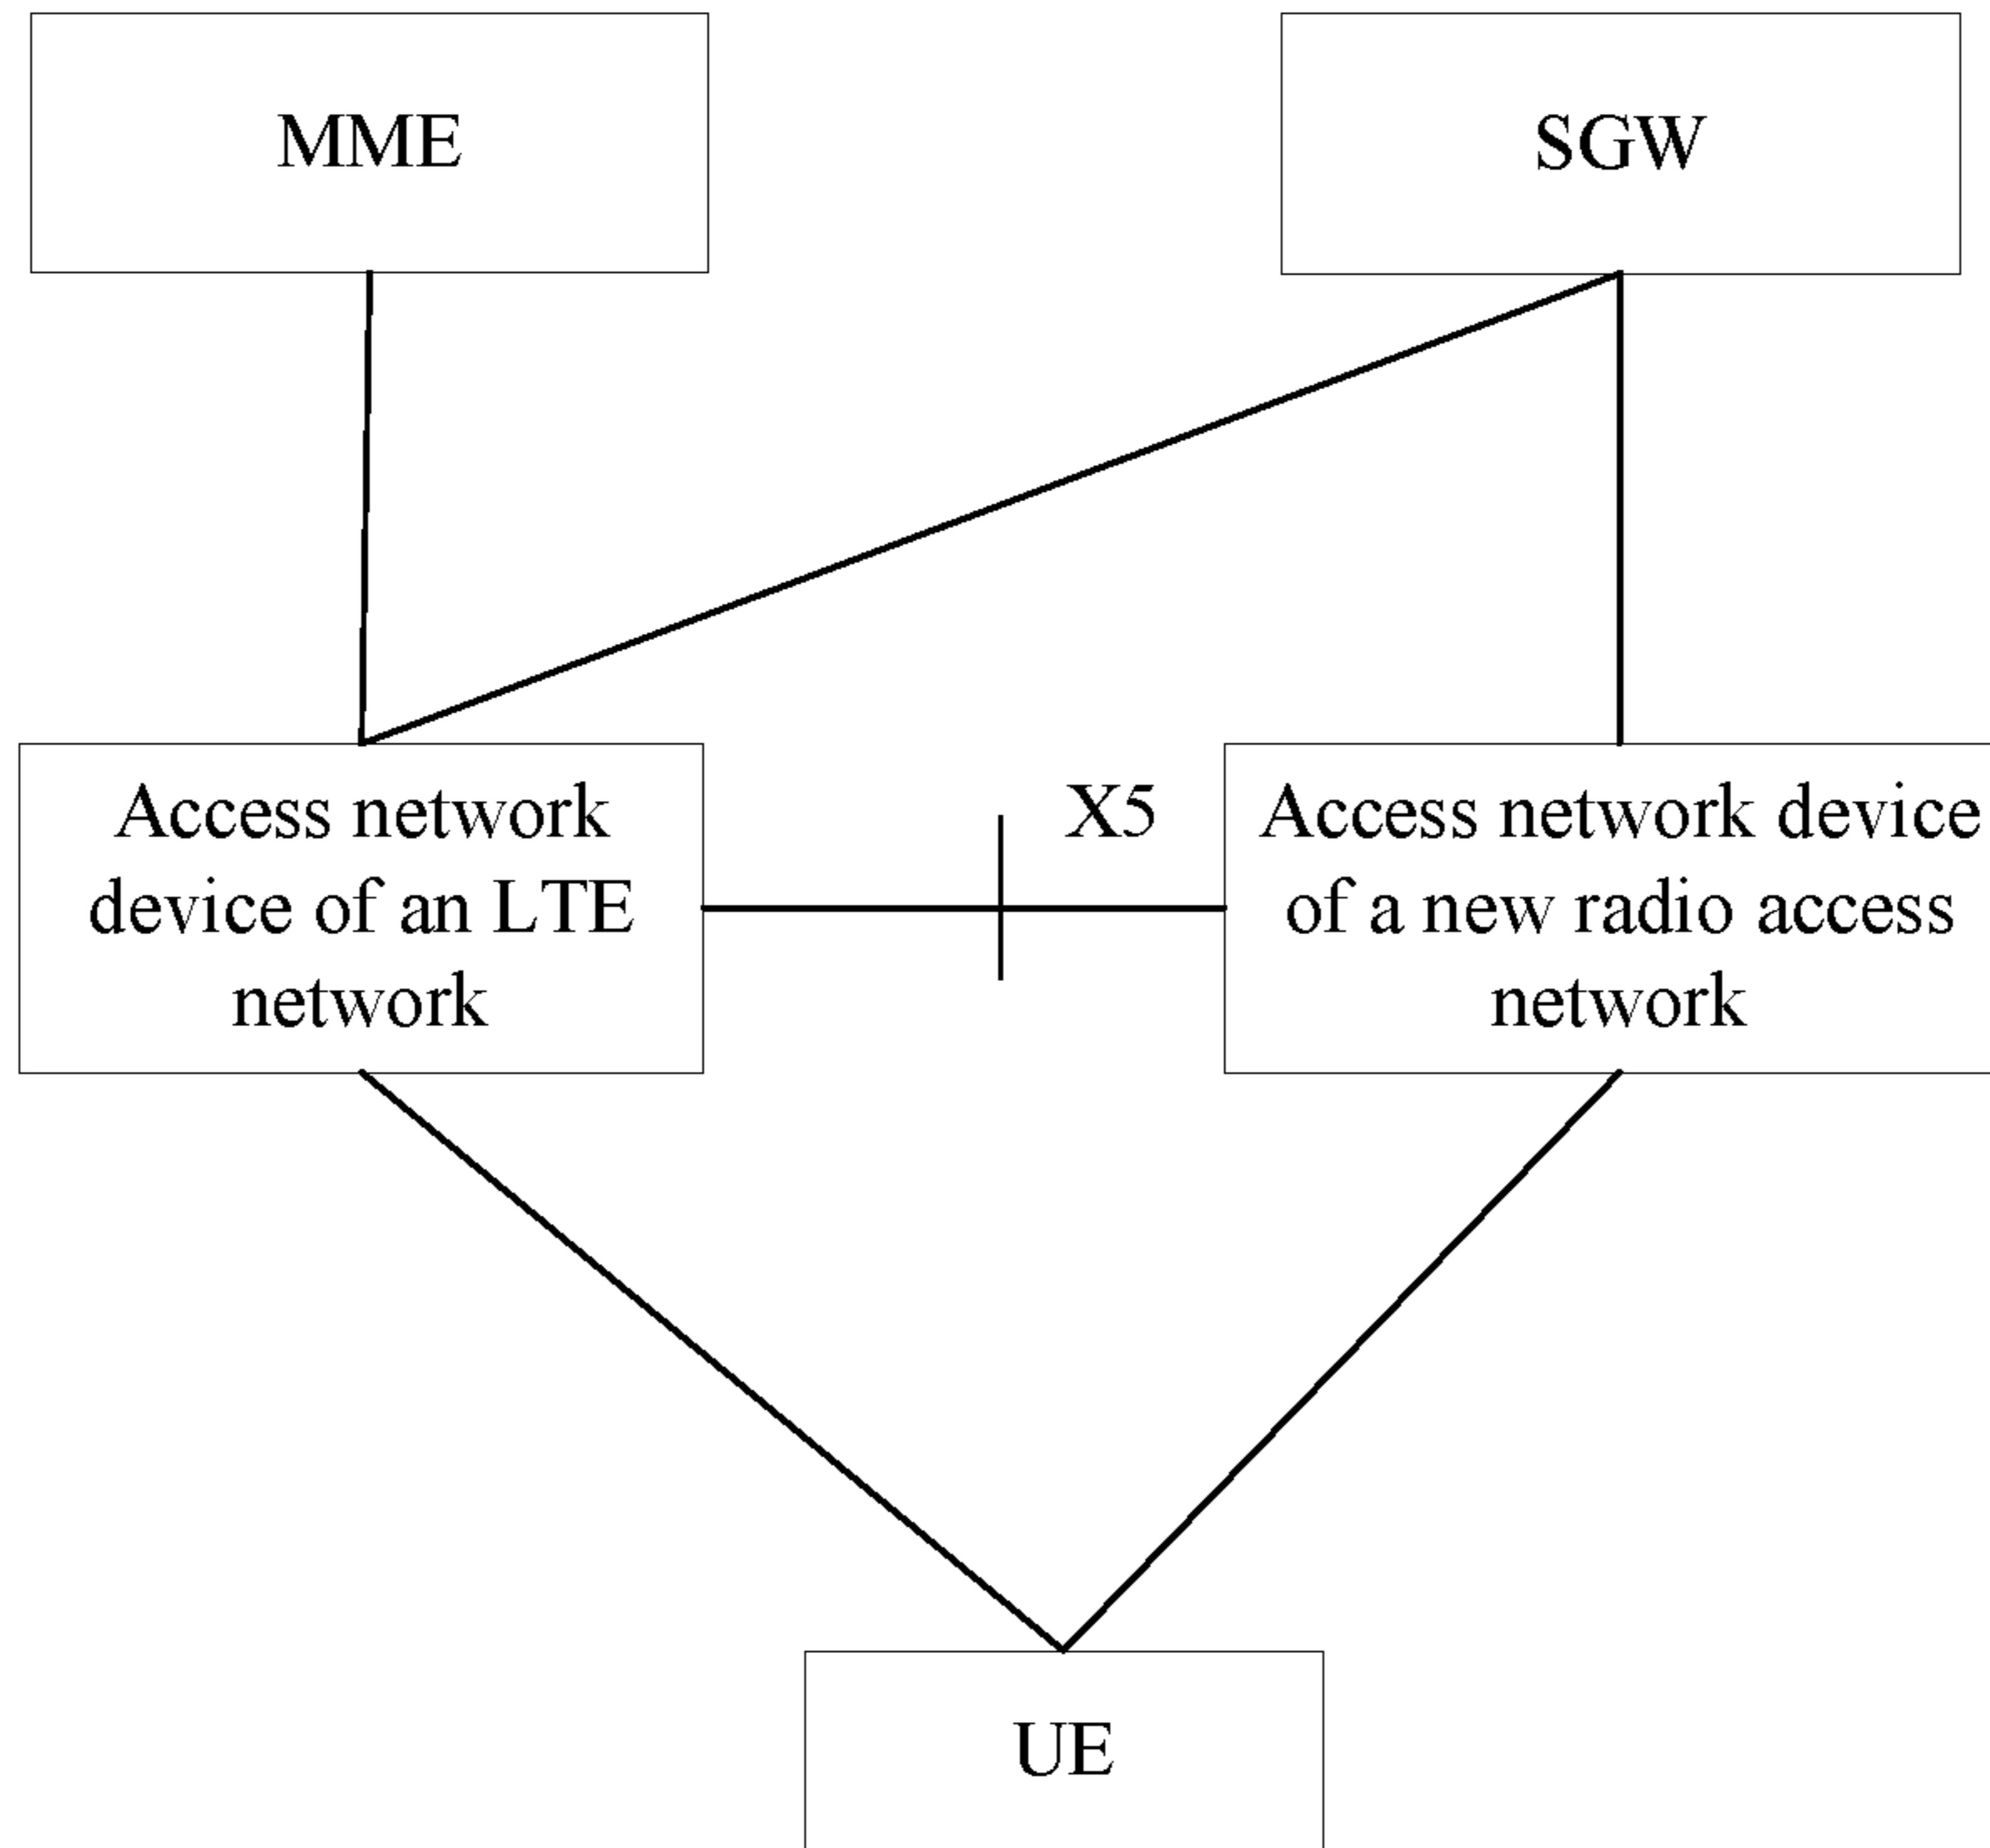 MME
SGW
Access network
device of an LTE
network
X5
Access network device
of a new radio access
network
UE